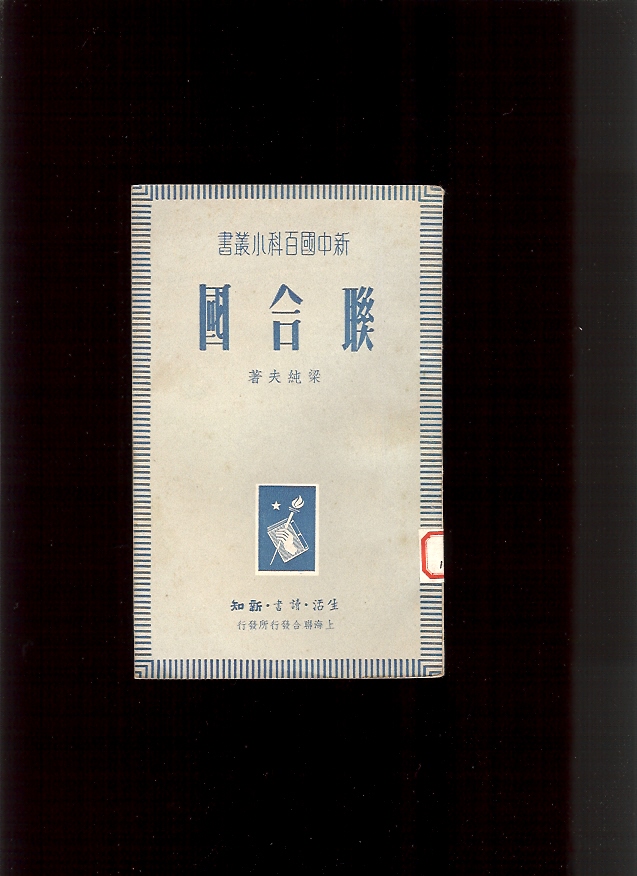 新中國百科小叢書
聯合國
梁純夫著
生活·讀書·新知
上海聯合發行所發行